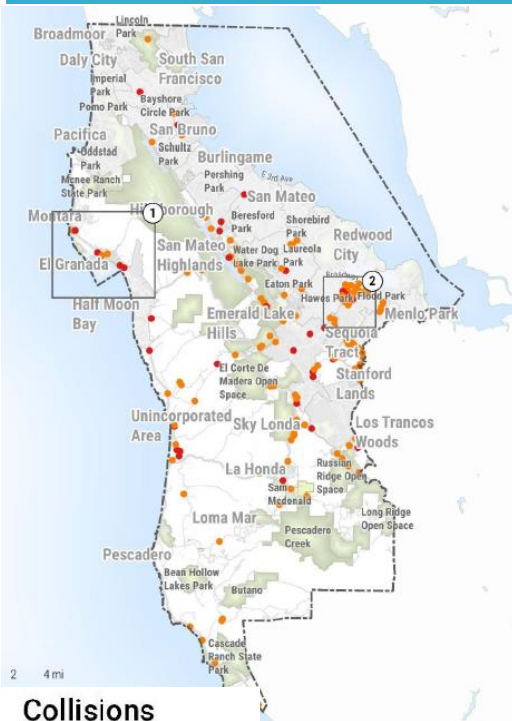 Lincoln
Park
Broadmoor
Daly City
South San
Francisco
Imperial
Park
Pomo Park
Bayshore
Circle Park
San Bruno
Pacifica
Schultz
Park
Oddstad
Park
Burlingame
Mcnee Ranch
State Park
Pershing
Park
E 3rd Ave
San Mateo
Montara
1
Hillsborough
Beresford
Park
Shorebird
Park
Redwood
City
San Mateo
Highlands
Water Dog
Lake Park
Laureola
Park
El Granada
Eaton Park
2
Hawes Park
Flood Park
Half Moon
Bay
Menlo Park
Emerald Lake
Hills
Sequoia
Tract
El Corte De
Madera Open
Space
Stanford
Lands
Unincorporated
Area
Sky Londa
Los Trancos
Woods
La Honda
Russian
Ridge Open
Space
Sam
Mcdonald
Loma Mar
Long Ridge
Open Space
Pescadero
Creek
Pescadero
Bean Hollow
Lakes Park
Butano
Cascade
Ranch State
Park
2 4 mi
Collisions